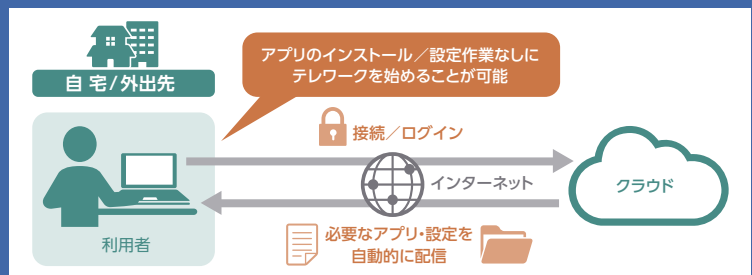 アプリのインストール／設定作業なしに
テレワークを始めることが可能
自宅/外出先
接続／ログイン
インターネット
クラウド
利用者
必要なアプリ・設定を
自動的に配信